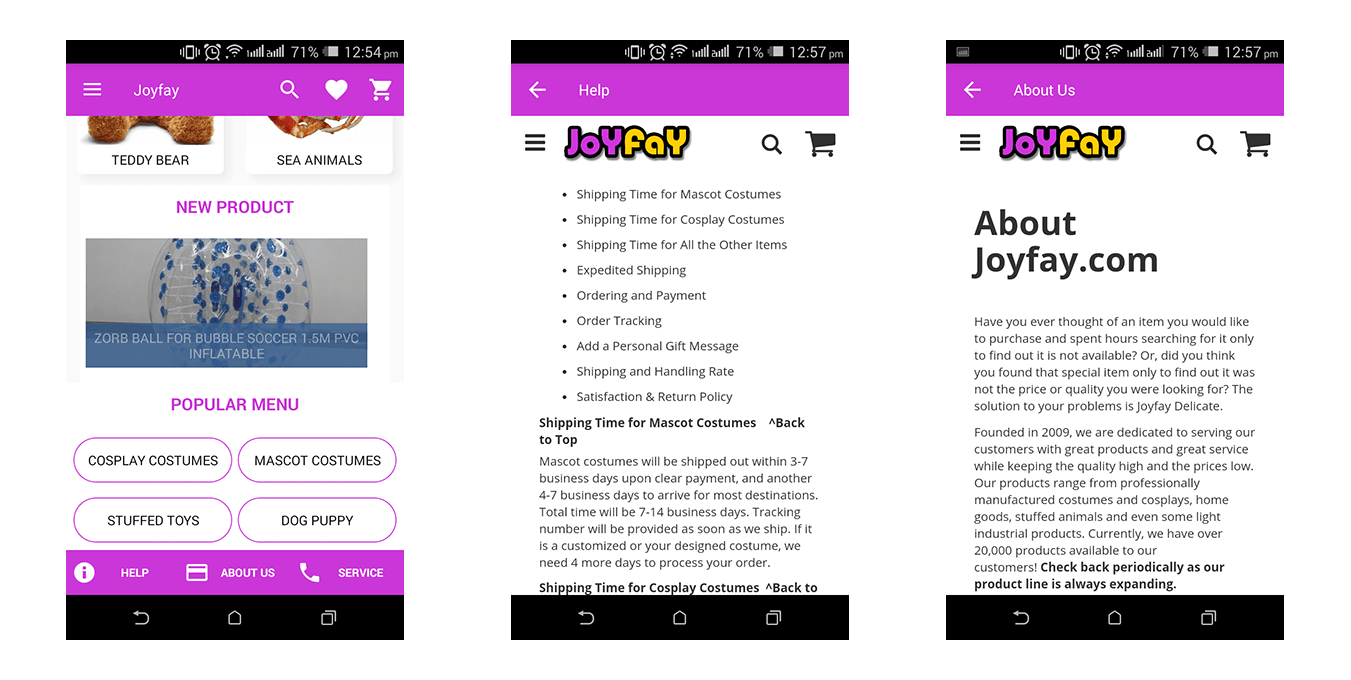 71% 12:54 pm
Joyfay
TEDDY BEAR
SEA ANIMALS
NEW PRODUCT
ZORB BALL FOR BUBBLE SOCCER 1.5M PVC
INFLATABLE
POPULAR MENU
COSPLAY COSTUMES
MASCOT COSTUMES
STUFFED TOYS
DOG PUPPY
HELP
ABOUT US
SERVICE
71% 12:57 pm
Help
JoYFaY
• Shipping Time for Mascot Costumes
• Shipping Time for Cosplay Costumes
• Shipping Time for All the Other Items
• Expedited Shipping
• Ordering and Payment
• Order Tracking
• Add a Personal Gift Message
• Shipping and Handling Rate
• Satisfaction & Return Policy
Shipping Time for Mascot Costumes ^Back
to Top
Mascot costumes will be shipped out within 3-7
business days upon clear payment, and another
4-7 business days to arrive for most destinations.
Total time will be 7-14 business days. Tracking
number will be provided as soon as we ship. If it
is a customized or your designed costume, we
need 4 more days to process your order.
Shipping Time for Cosplay Costumes ^Back to
71% 12:57 pm
About Us
JoYFaY
About
Joyfay.com
Have you ever thought of an item you would like
to purchase and spent hours searching for it only
to find out it is not available? Or, did you think
you found that special item only to find out it was
not the price or quality you were looking for? The
solution to your problems is Joyfay Delicate.
Founded in 2009, we are dedicated to serving our
customers with great products and great service
while keeping the quality high and the prices low.
Our products range from professionally
manufactured costumes and cosplays, home
goods, stuffed animals and even some light
industrial products. Currently, we have over
20,000 products available to our
customers! Check back periodically as our
product line is always expanding.